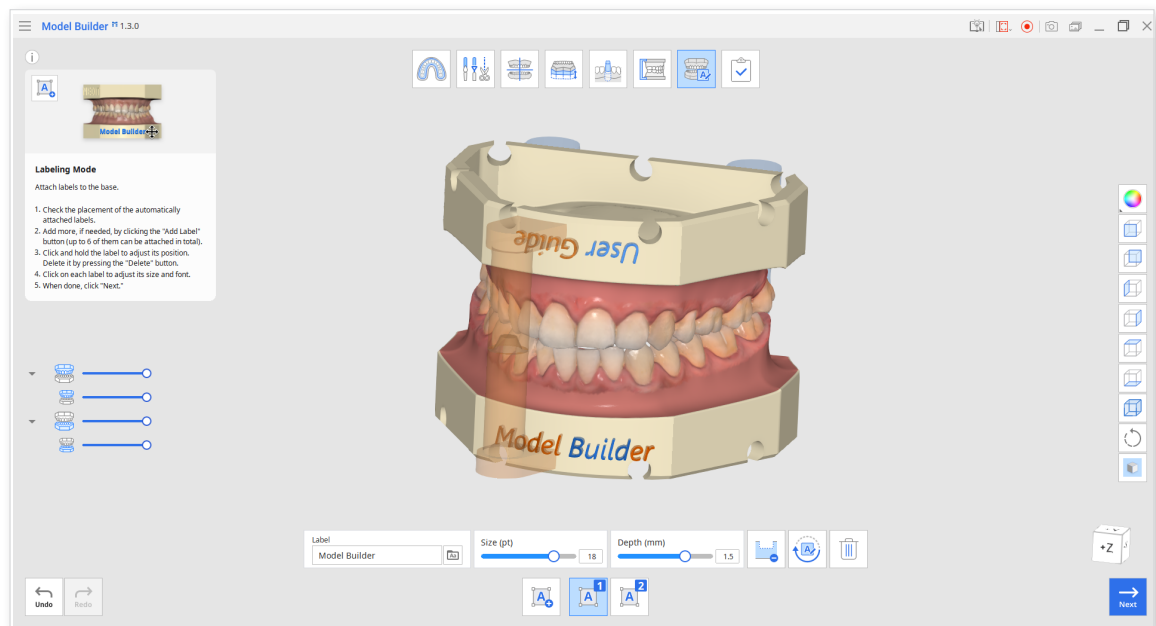 Model Builder 1.3.0
i
A
Model Builder
Labeling Mode
Attach labels to the base.
1. Check the placement of the automatically
attached labels.
2. Add more, if needed, by clicking the "Add Label"
button (up to 6 of them can be attached in total).
3. Click and hold the label to adjust its position.
Delete it by pressing the "Delete" button.
4. Click on each label to adjust its size and font.
5. When done, click "Next."
User Guide
Model Builder
Label
Model Builder
Size (pt)
18
Depth (mm)
1.5
+Z
A
A 1
A 2
Undo
Redo
Next